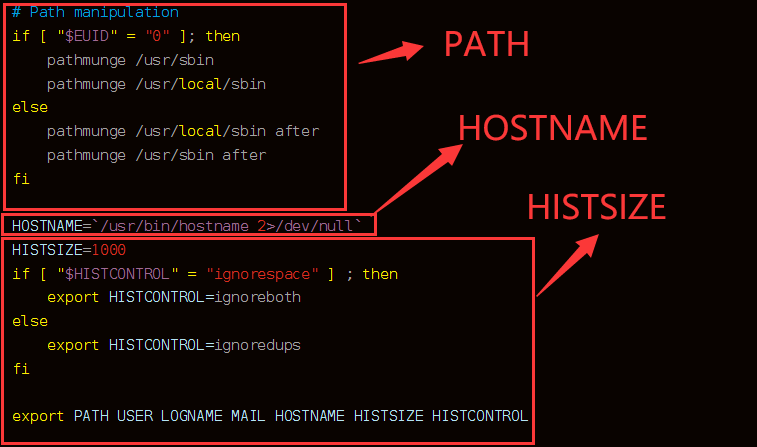 # Path manipulation
if [ "$EUID" = "0" ]; then
    pathmunge /usr/sbin
    pathmunge /usr/local/sbin
else
    pathmunge /usr/local/sbin after
    pathmunge /usr/sbin after
fi
PATH
HOSTNAME
HISTSIZE
HOSTNAME=`/usr/bin/hostname 2>/dev/null`
HISTSIZE=1000
if [ "$HISTCONTROL" = "ignorespace" ] ; then
    export HISTCONTROL=ignoreboth
else
    export HISTCONTROL=ignoredups
fi
export PATH USER LOGNAME MAIL HOSTNAME HISTSIZE HISTCONTROL